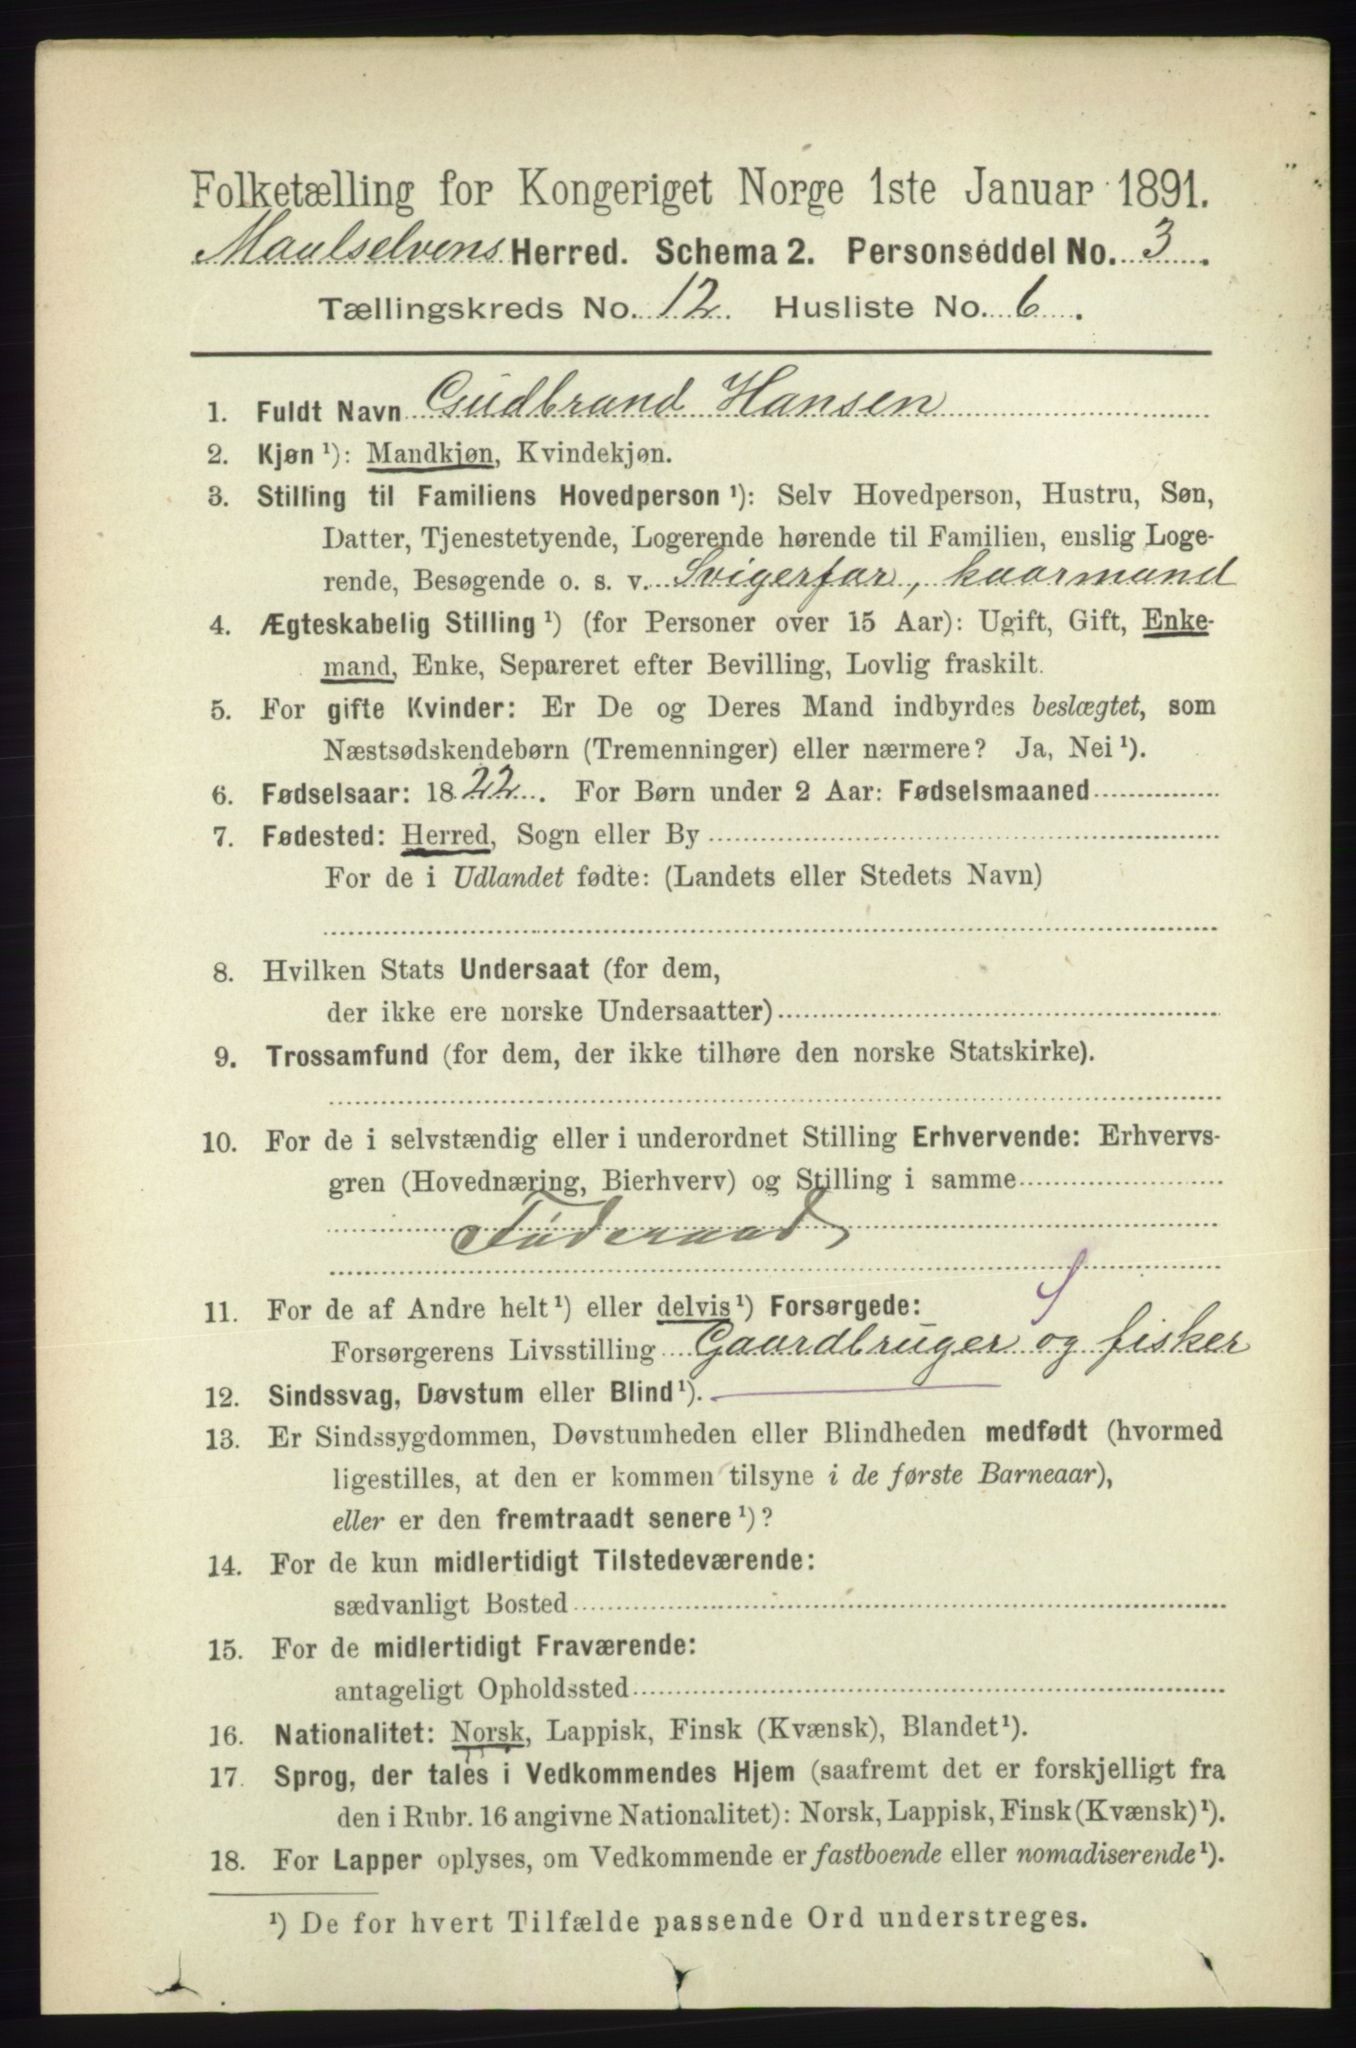 Folketælling for Kongeriget Norge 1ste Januar 1891.
Maalselvens Herred. Schema 2. Personseddel No. 3.
Tællingskreds No. 12. Husliste No. 6.
1. Fuldt Navn Gudbrand Hansen
2. Kjøn ¹): Mandkjøn, Kvindekjøn.
3. Stilling til Familiens Hovedperson ¹): Selv Hovedperson, Hustru, Søn,
Datter, Tjenestetyende, Logerende hørende til Familien, enslig Loge-
rende, Besøgende o. s. v. Svigerfar, kaarmand
4. Ægteskabelig Stilling ¹) (for Personer over 15 Aar): Ugift, Gift, Enke-
mand, Enke, Separeret efter Bevilling, Lovlig fraskilt.
5. For gifte Kvinder: Er De og Deres Mand indbyrdes beslægtet, som
Næstsødskendebørn (Tremenninger) eller nærmere? Ja, Nei ¹).
6. Fødselsaar: 1822. For Børn under 2 Aar: Fødselsmaaned
7. Fødested: Herred, Sogn eller By
For de i Udlandet fødte: (Landets eller Stedets Navn)
8. Hvilken Stats Undersaat (for dem,
der ikke ere norske Undersaatter)
9. Trossamfund (for dem, der ikke tilhøre den norske Statskirke).
10. For de i selvstændig eller i underordnet Stilling Erhvervende: Erhvervs-
gren (Hovednæring, Bierhverv) og Stilling i samme
Føderaad
11. For de af Andre helt ¹) eller delvis ¹) Forsørgede:
Forsørgerens Livsstilling Gaardbruger og fisker
12. Sindssvag, Døvstum eller Blind ¹).
13. Er Sindssygdommen, Døvstumheden eller Blindheden medfødt (hvormed
ligestilles, at den er kommen tilsyne i de første Barneaar),
eller er den fremtraadt senere ¹)?
14. For de kun midlertidigt Tilstedeværende:
sædvanligt Bosted
15. For de midlertidigt Fraværende:
antageligt Opholdssted
16. Nationalitet: Norsk, Lappisk, Finsk (Kvænsk), Blandet ¹).
17. Sprog, der tales i Vedkommendes Hjem (saafremt det er forskjelligt fra
den i Rubr. 16 angivne Nationalitet): Norsk, Lappisk, Finsk (Kvænsk) ¹).
18. For Lapper oplyses, om Vedkommende er fastboende eller nomadiserende ¹).
¹) De for hvert Tilfælde passende Ord understreges.